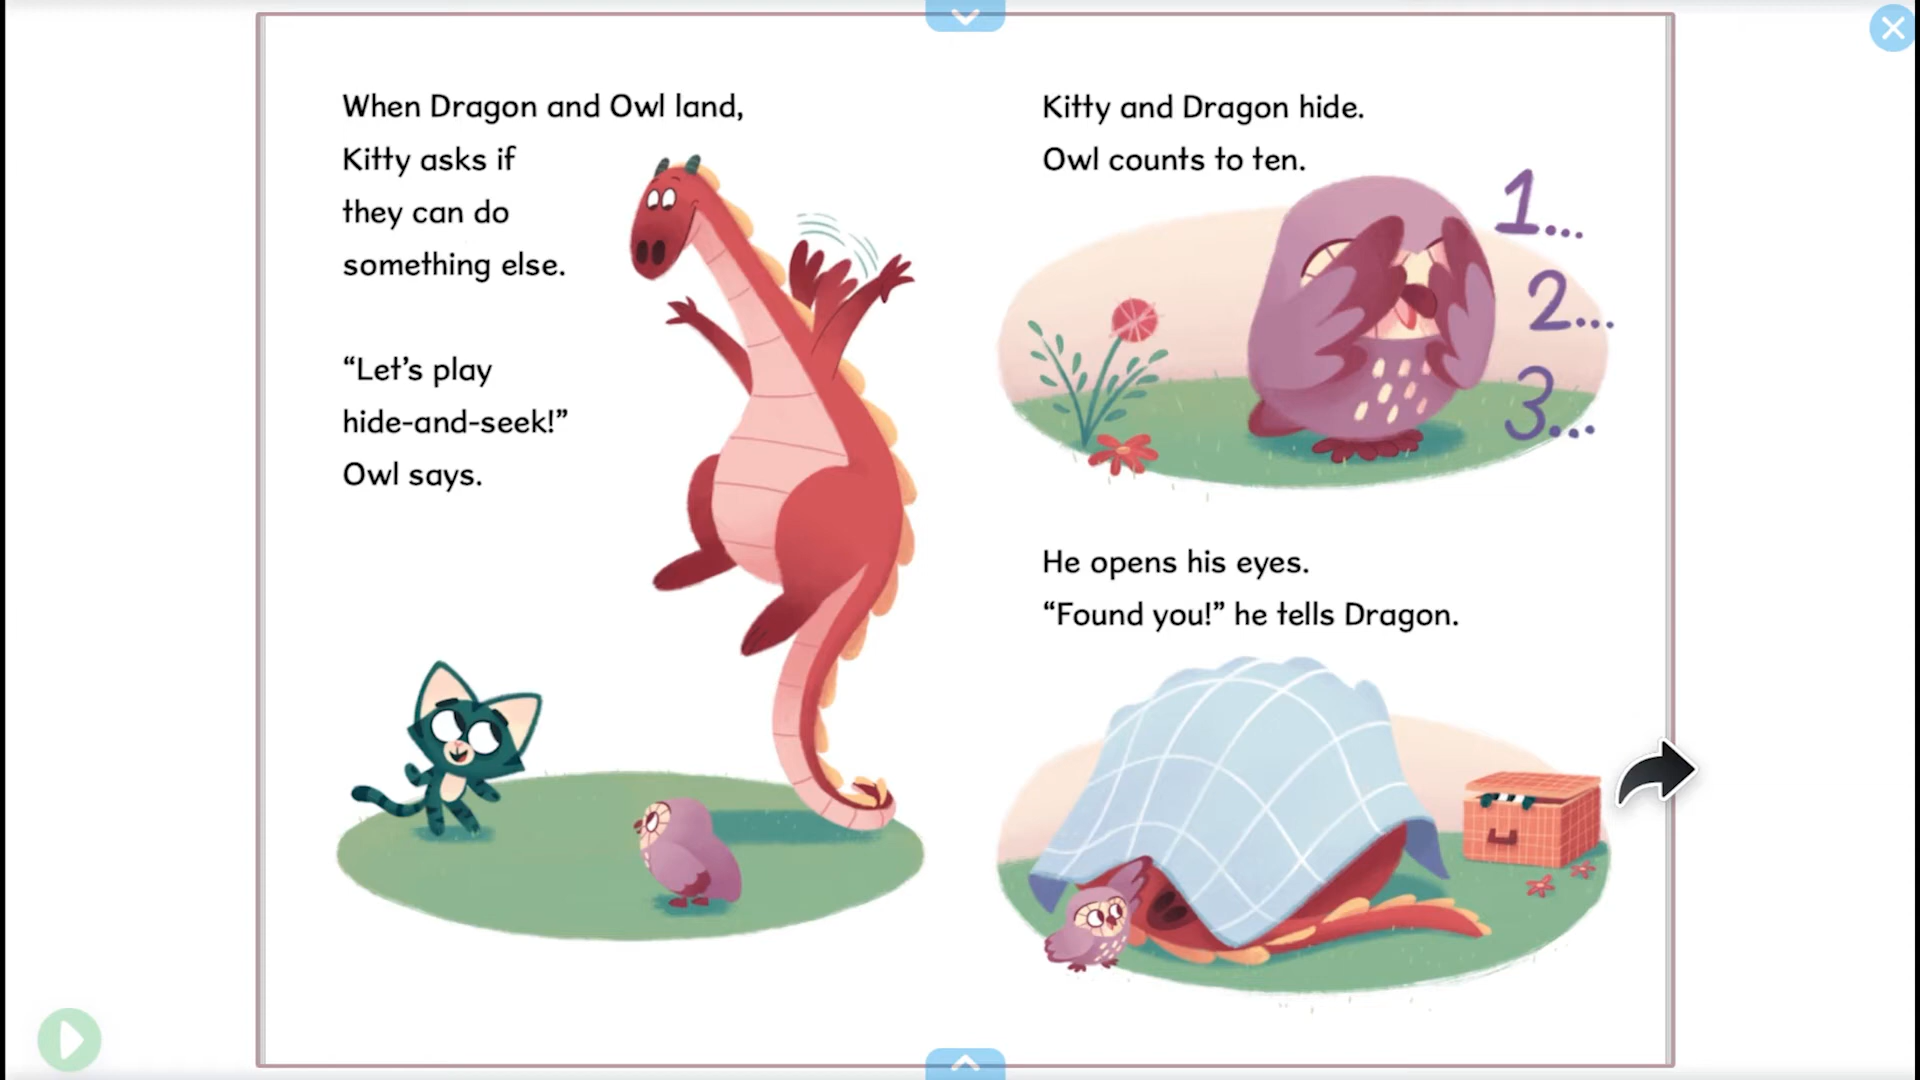 When Dragon and Owl land,
Kitty asks if
they can do
something else.
“Let’s play
hide-and-seek!”
Owl says.
Kitty and Dragon hide.
Owl counts to ten.
1...
2...
3...
He opens his eyes.
“Found you!” he tells Dragon.